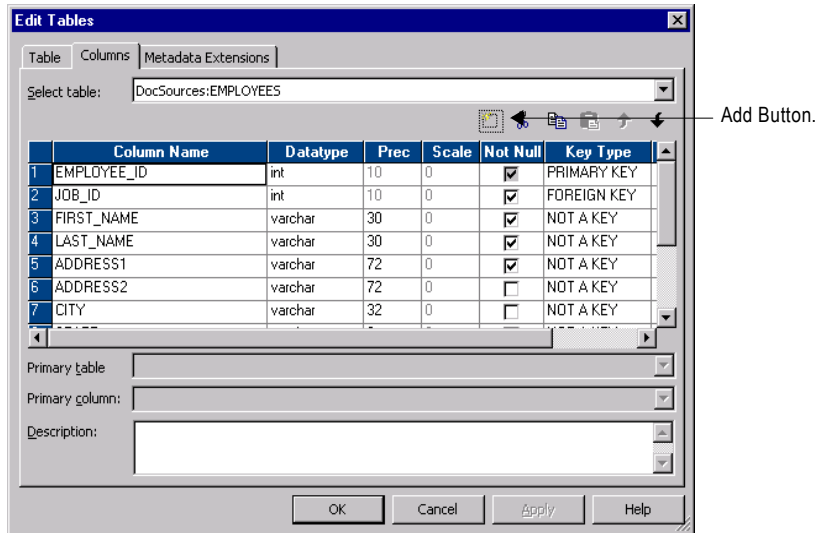 Edit Tables
Table Columns Metadata Extensions
Select table: DocSources:EMPLOYEES
Add Button.
Column Name Datatype Prec Scale Not Null Key Type
1 EMPLOYEE_ID int 10 0 PRIMARY KEY
2 JOB_ID int 10 0 FOREIGN KEY
3 FIRST_NAME varchar 30 0 NOT A KEY
4 LAST_NAME varchar 30 0 NOT A KEY
5 ADDRESS1 varchar 72 0 NOT A KEY
6 ADDRESS2 varchar 72 0 NOT A KEY
7 CITY varchar 32 0 NOT A KEY
Primary table
Primary column:
Description:
OK Cancel Apply Help